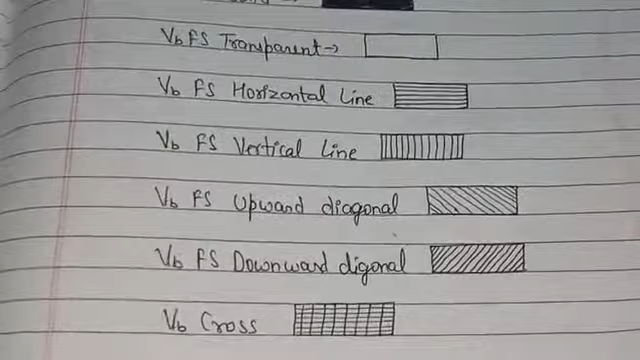 Vb FS Transparent →
Vb FS Horizontal Line
Vb FS Vertical Line
Vb FS Upward diagonal
Vb FS Downward digonal
Vb Cross